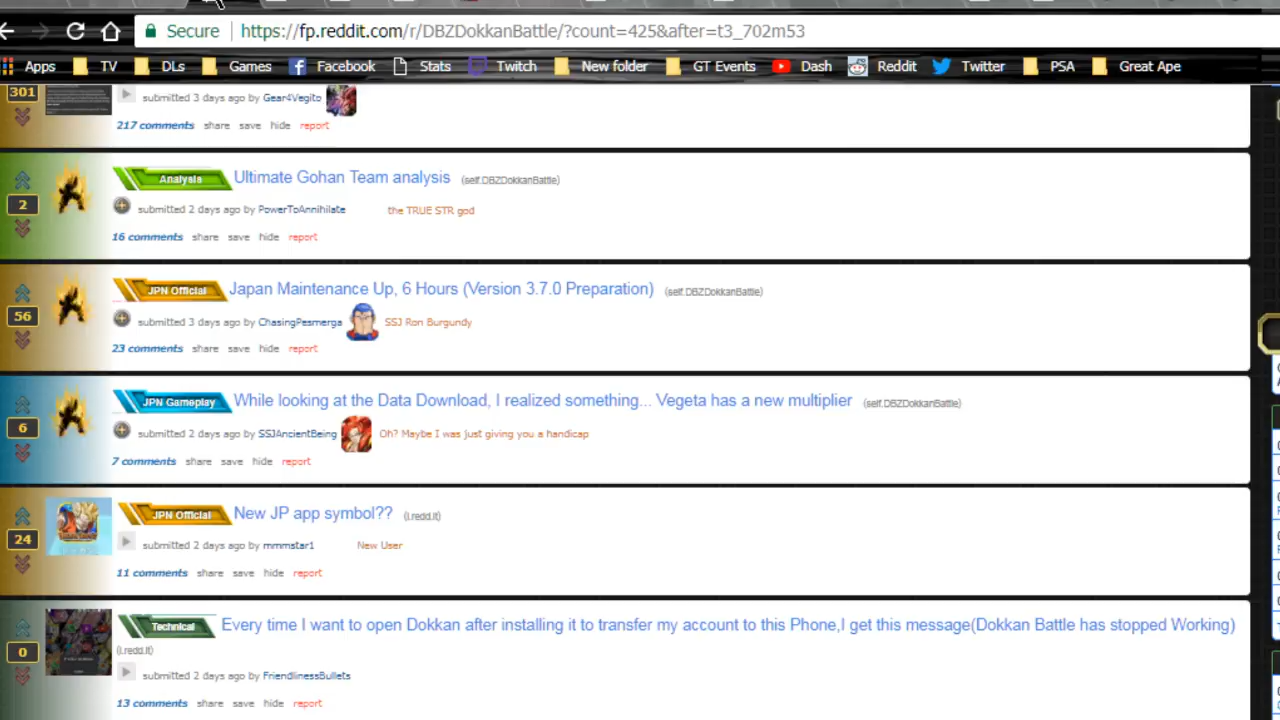 Secure https://fp.reddit.com/r/DBZDokkanBattle/?count=425&after=t3_702m53
Apps TV DLs Games Facebook Stats Twitch New folder GT Events Dash Reddit Twitter PSA Great Ape
301 submitted 3 days ago by Gear4Vegito
217 comments share save hide report
Analysis Ultimate Gohan Team analysis (self.DBZDokkanBattle)
2 submitted 2 days ago by PowerToAnnihilate the TRUE STR god
16 comments share save hide report
JPN Official Japan Maintenance Up, 6 Hours (Version 3.7.0 Preparation) (self.DBZDokkanBattle)
56 submitted 3 days ago by ChasingPesmerga SSJ Ron Burgundy
23 comments share save hide report
JPN Gameplay While looking at the Data Download, I realized something... Vegeta has a new multiplier (self.DBZDokkanBattle)
6 submitted 2 days ago by SSJAncientBeing Oh? Maybe I was just giving you a handicap
7 comments share save hide report
JPN Official New JP app symbol?? (i.redd.it)
24 submitted 2 days ago by mmmstar1 New User
11 comments share save hide report
Technical Every time I want to open Dokkan after installing it to transfer my account to this Phone,I get this message(Dokkan Battle has stopped Working)
(i.redd.it)
0 submitted 2 days ago by FriendlinessBullets
13 comments share save hide report